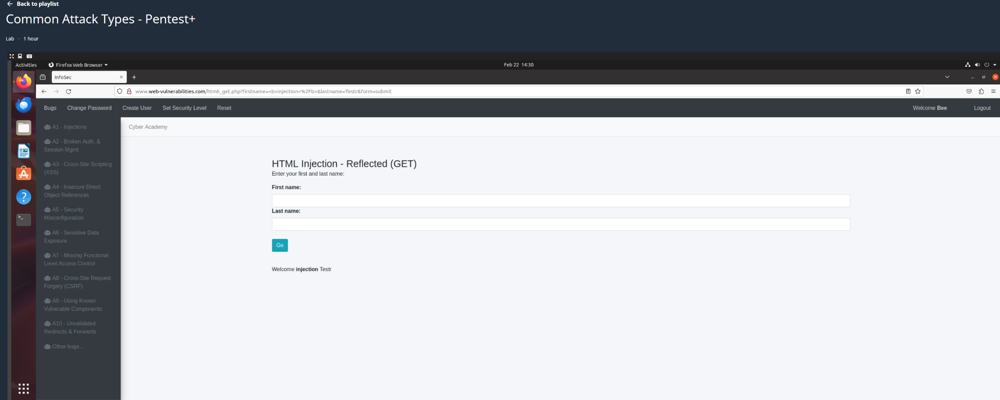 Back to playlist
Common Attack Types - Pentest+
Lab · 1 hour
Activities
Firefox Web Browser
Feb 22 14:30
InfoSec
www.web-vulnerabilities.com/htmli_get.php?firstname=<b>injection<%2Fb>&lastname=Testr&form=submit
Bugs
Change Password
Create User
Set Security Level
Reset
Welcome Bee
Logout
A1 - Injections
A2 - Broken Auth. &
Session Mgmt
A3 - Cross-Site Scripting
(XSS)
A4 - Insecure Direct
Object References
A5 - Security
Misconfiguration
A6 - Sensitive Data
Exposure
A7 - Missing Functional
Level Access Control
A8 - Cross-Site Request
Forgery (CSRF)
A9 - Using Known
Vulnerable Components
A10 - Unvalidated
Redirects & Forwards
Other bugs...
Cyber Academy
HTML Injection - Reflected (GET)
Enter your first and last name:
First name:
Last name:
Go
Welcome injection Testr